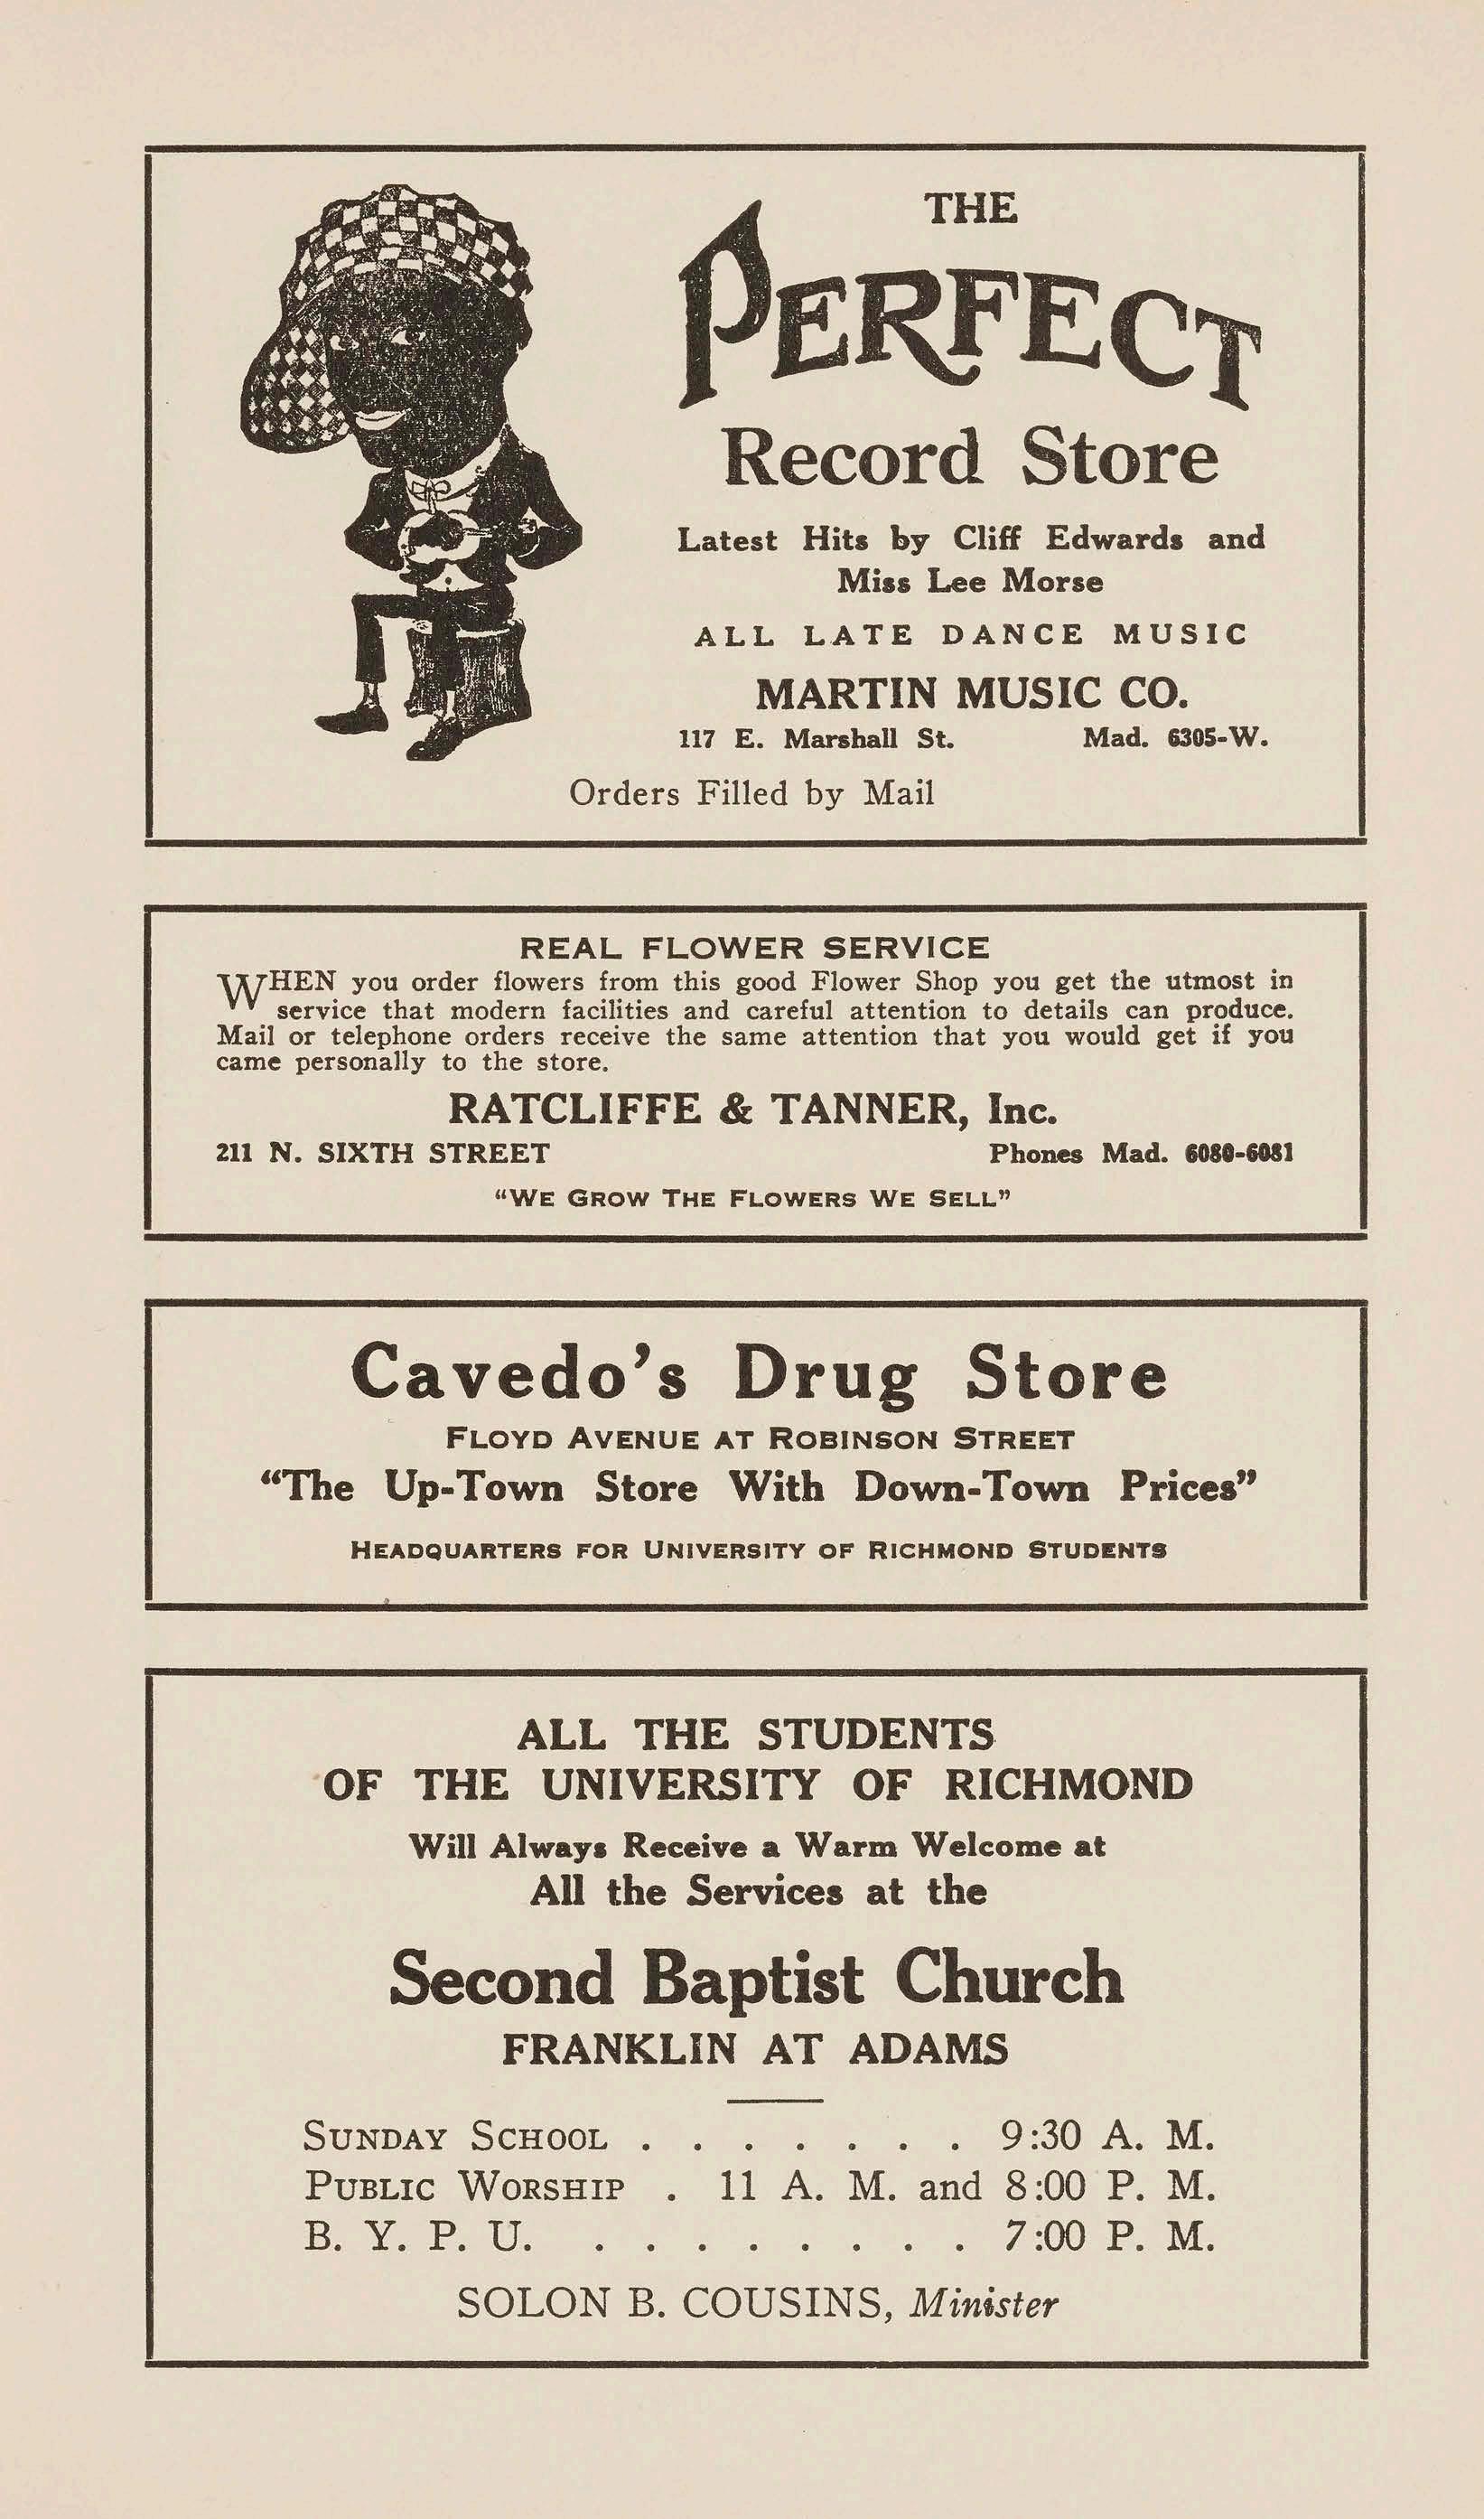 THE
PERFECT
Record Store
Latest Hits by Cliff Edwards and
Miss Lee Morse
ALL LATE DANCE MUSIC
MARTIN MUSIC CO.
117 E. Marshall St. Mad. 6305-W.
Orders Filled by Mail
REAL FLOWER SERVICE
WHEN you order flowers from this good Flower Shop you get the utmost in
service that modern facilities and careful attention to details can produce.
Mail or telephone orders receive the same attention that you would get if you
came personally to the store.
RATCLIFFE & TANNER, Inc.
211 N. SIXTH STREET Phones Mad. 6080-6081
“WE GROW THE FLOWERS WE SELL”
Cavedo’s Drug Store
FLOYD AVENUE AT ROBINSON STREET
“The Up-Town Store With Down-Town Prices”
HEADQUARTERS FOR UNIVERSITY OF RICHMOND STUDENTS
ALL THE STUDENTS
OF THE UNIVERSITY OF RICHMOND
Will Always Receive a Warm Welcome at
All the Services at the
Second Baptist Church
FRANKLIN AT ADAMS
SUNDAY SCHOOL . . . . . . . 9:30 A. M.
PUBLIC WORSHIP . 11 A. M. and 8:00 P. M.
B. Y. P. U. . . . . . . . . 7:00 P. M.
SOLON B. COUSINS, Minister